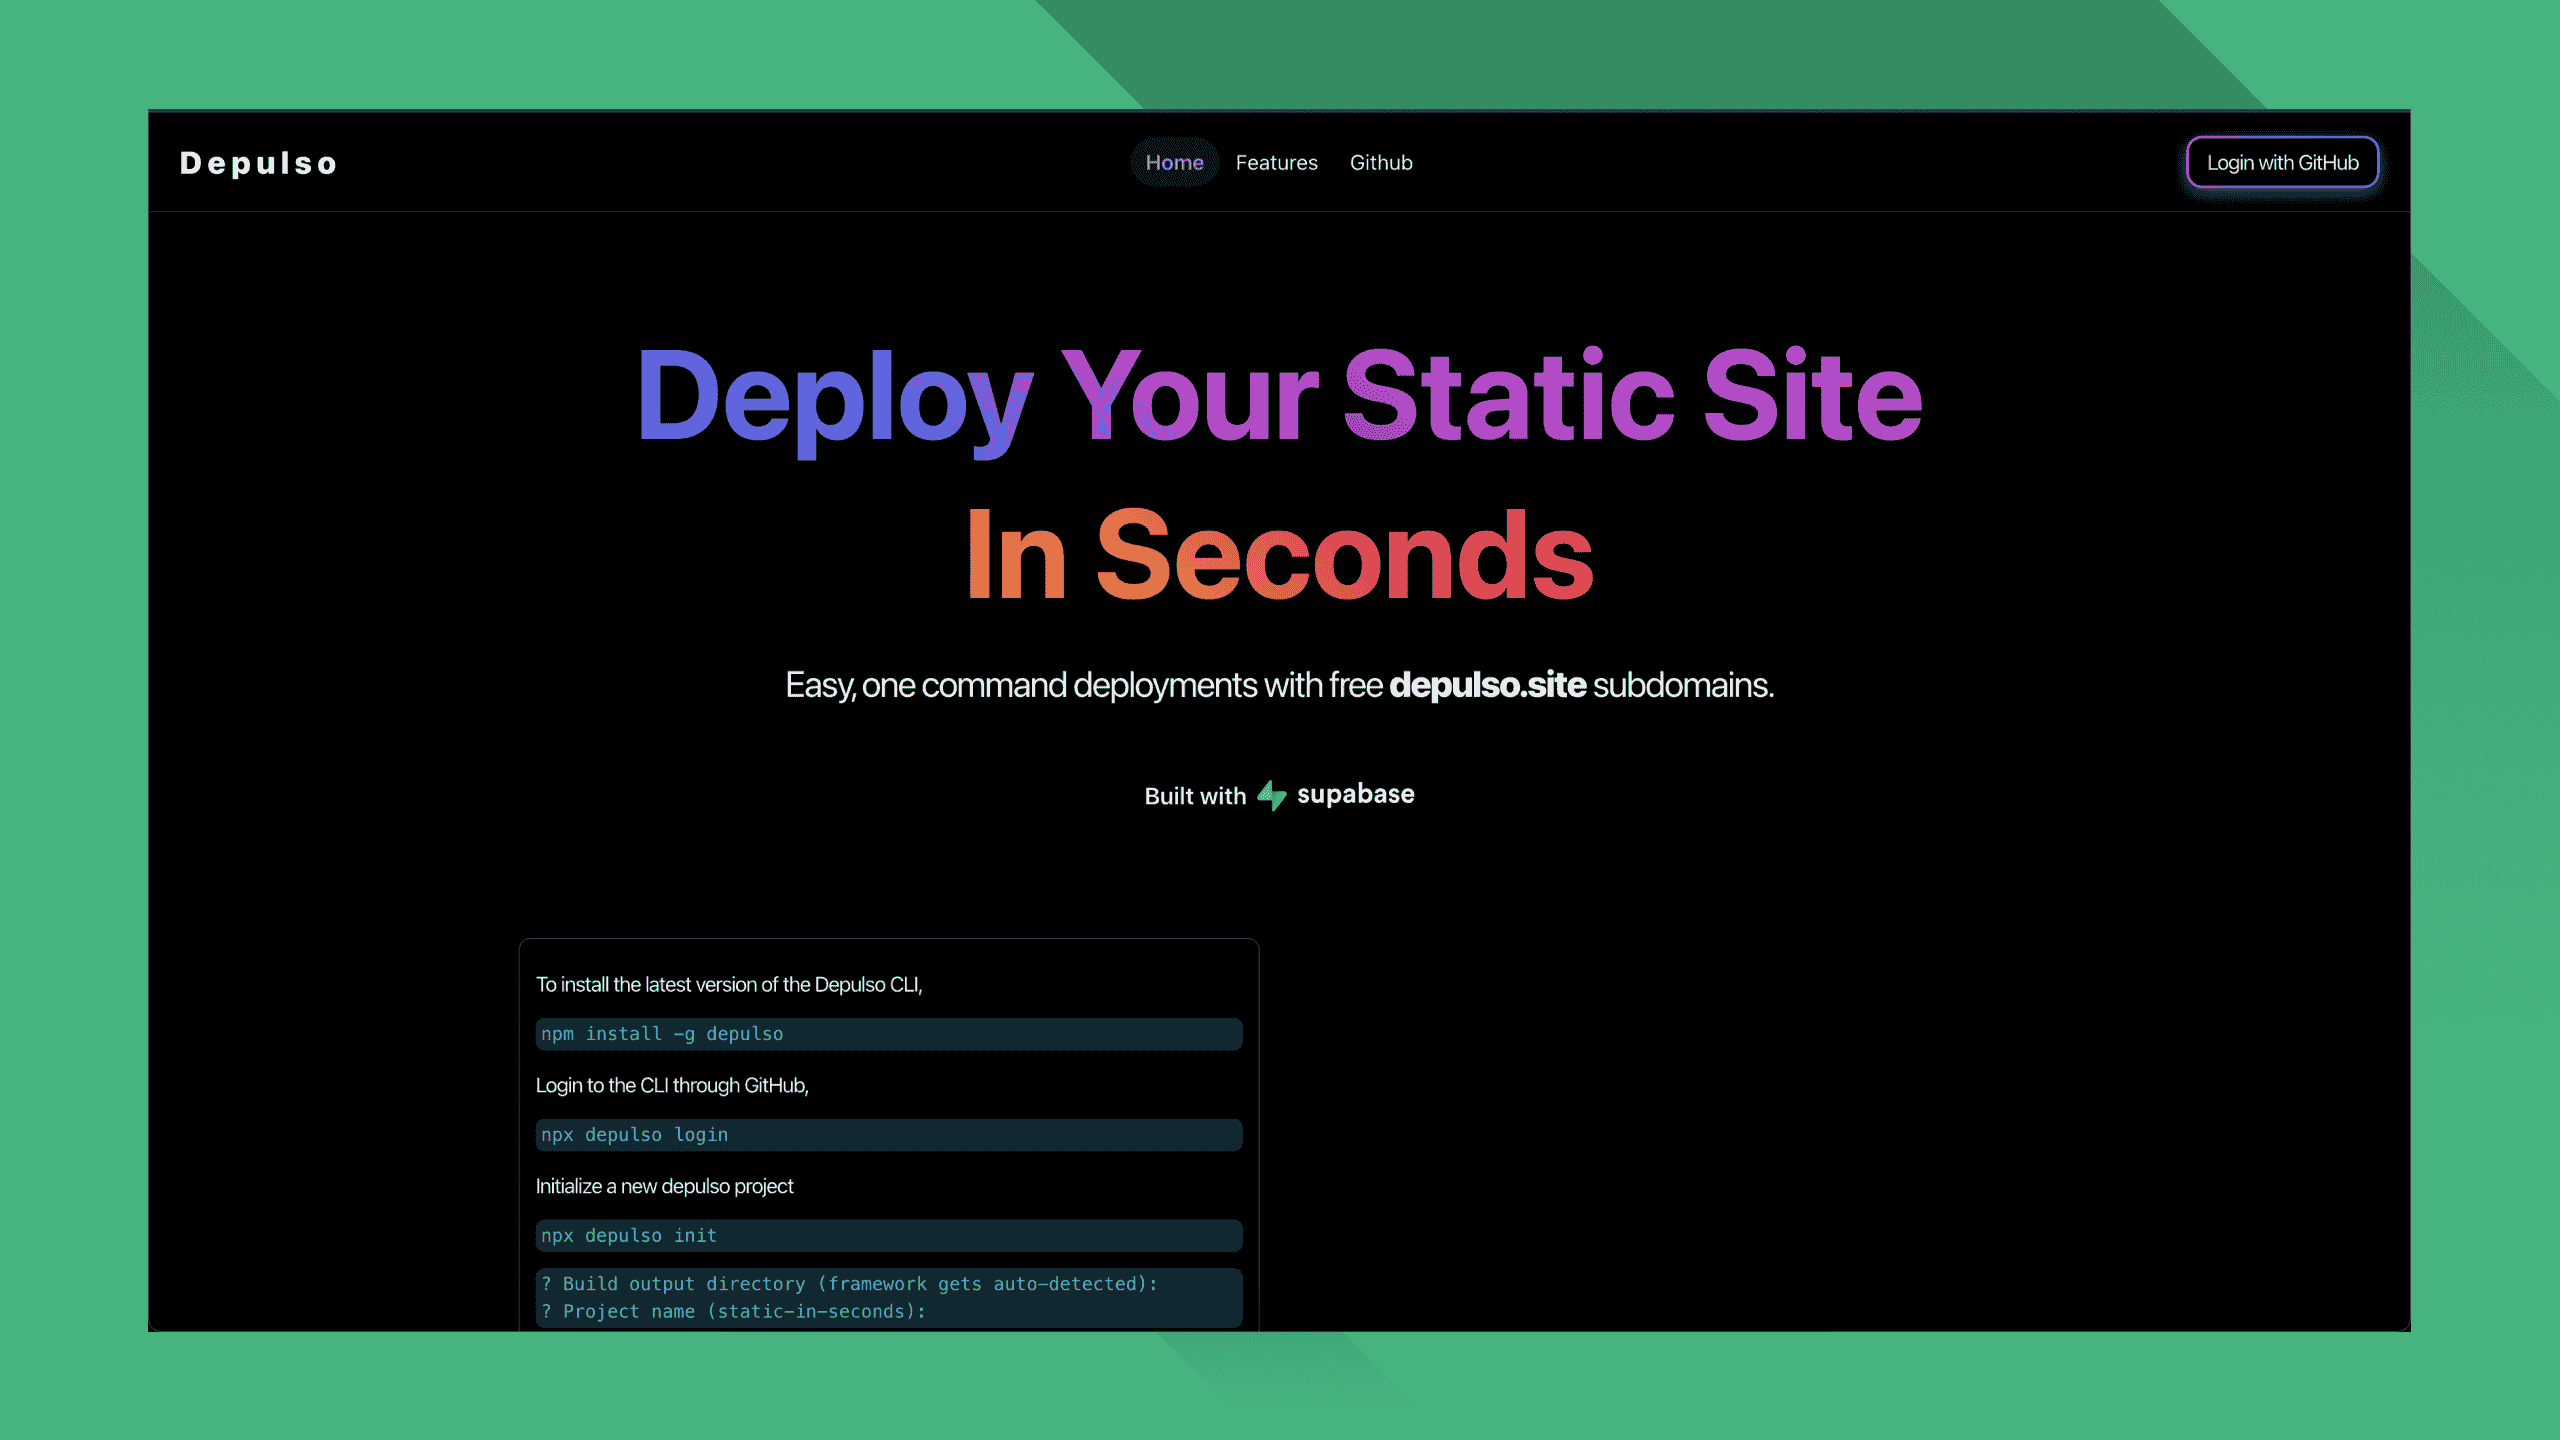 Depulso
Home Features Github
Login with GitHub
Deploy Your Static Site
In Seconds
Easy, one command deployments with free depulso.site subdomains.
Built with supabase
To install the latest version of the Depulso CLI,
npm install -g depulso
Login to the CLI through GitHub,
npx depulso login
Initialize a new depulso project
npx depulso init
? Build output directory (framework gets auto-detected):
? Project name (static-in-seconds):